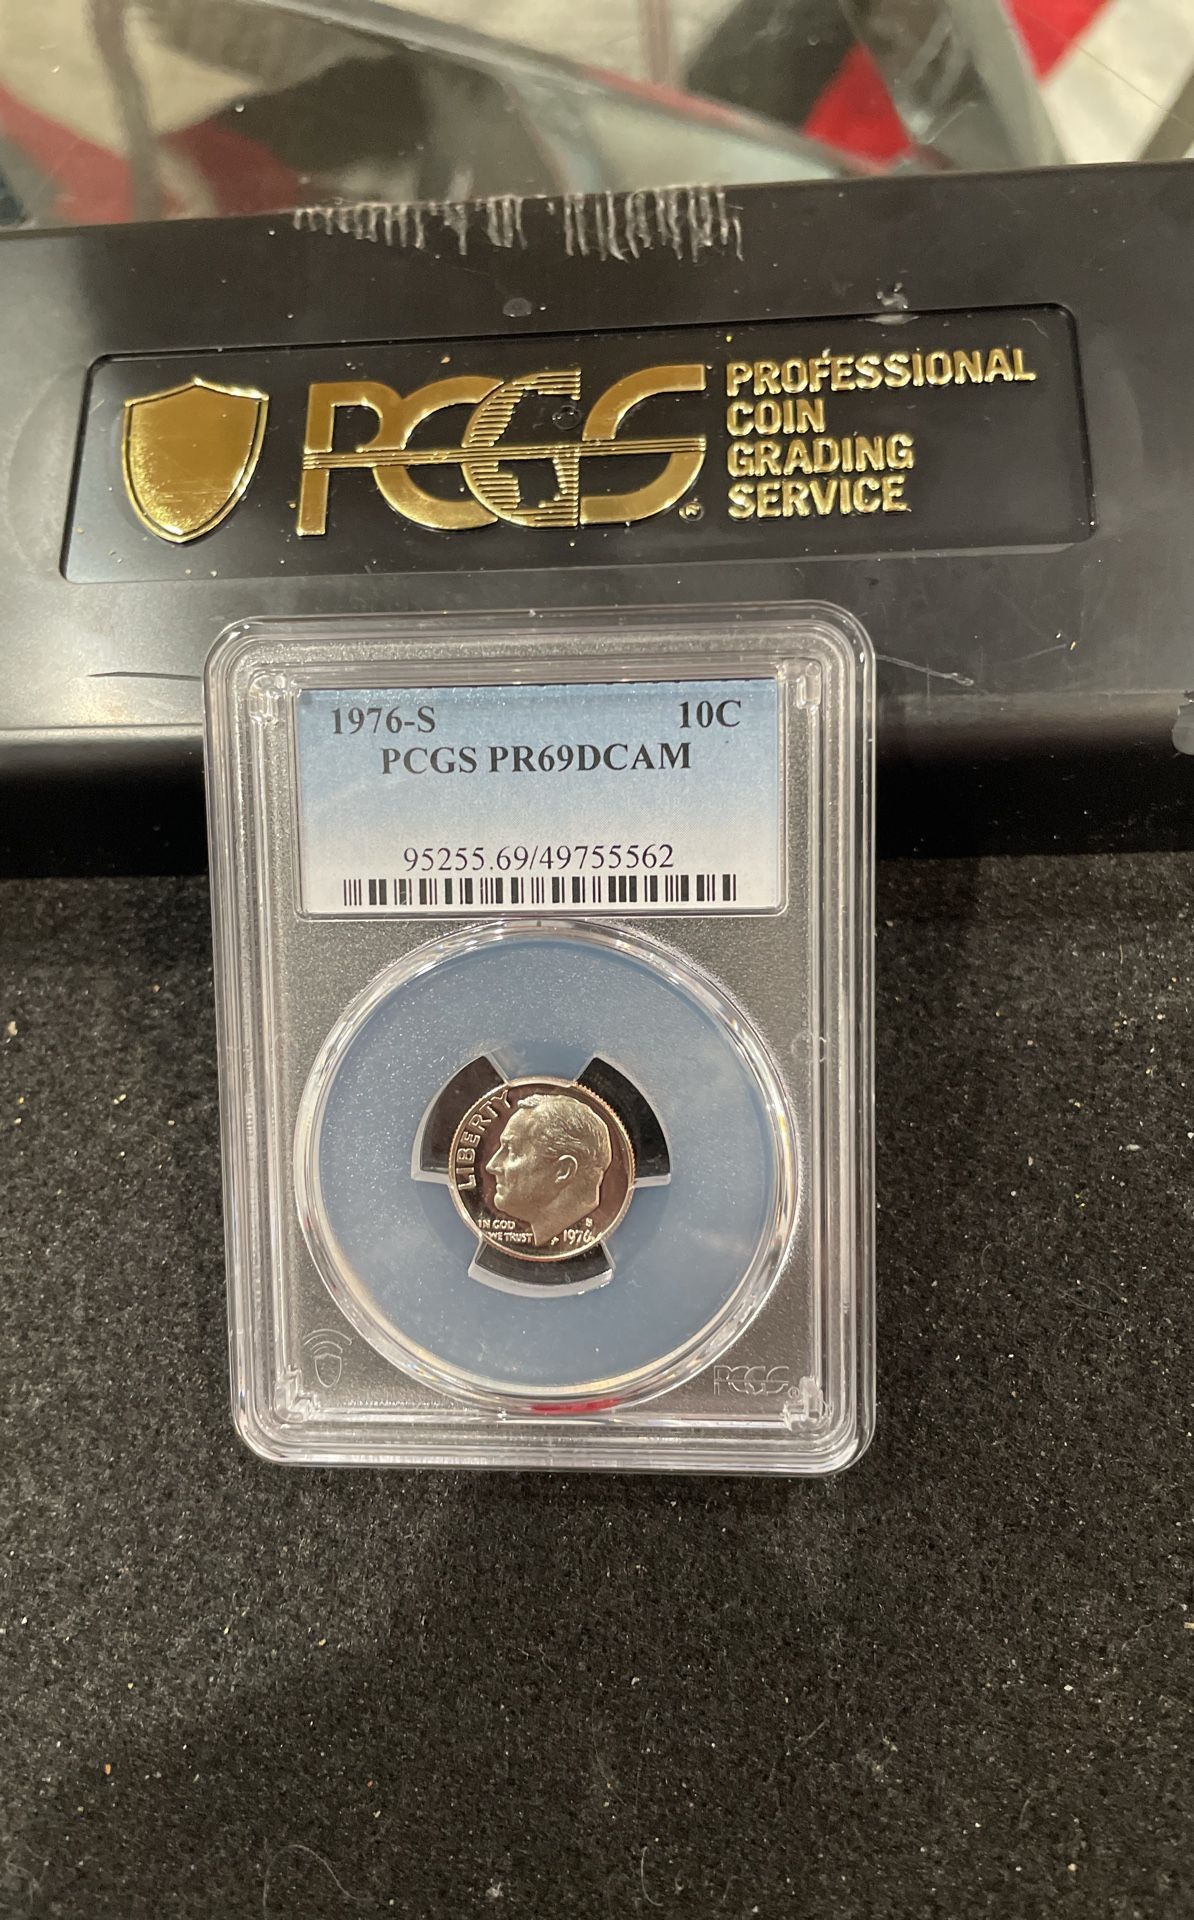 PCGS®
PROFESSIONAL
COIN
GRADING
SERVICE
1976-S 10C
PCGS PR69DCAM
95255.69/49755562
LIBERTY
IN GOD
WE TRUST
S
1976
PCGS